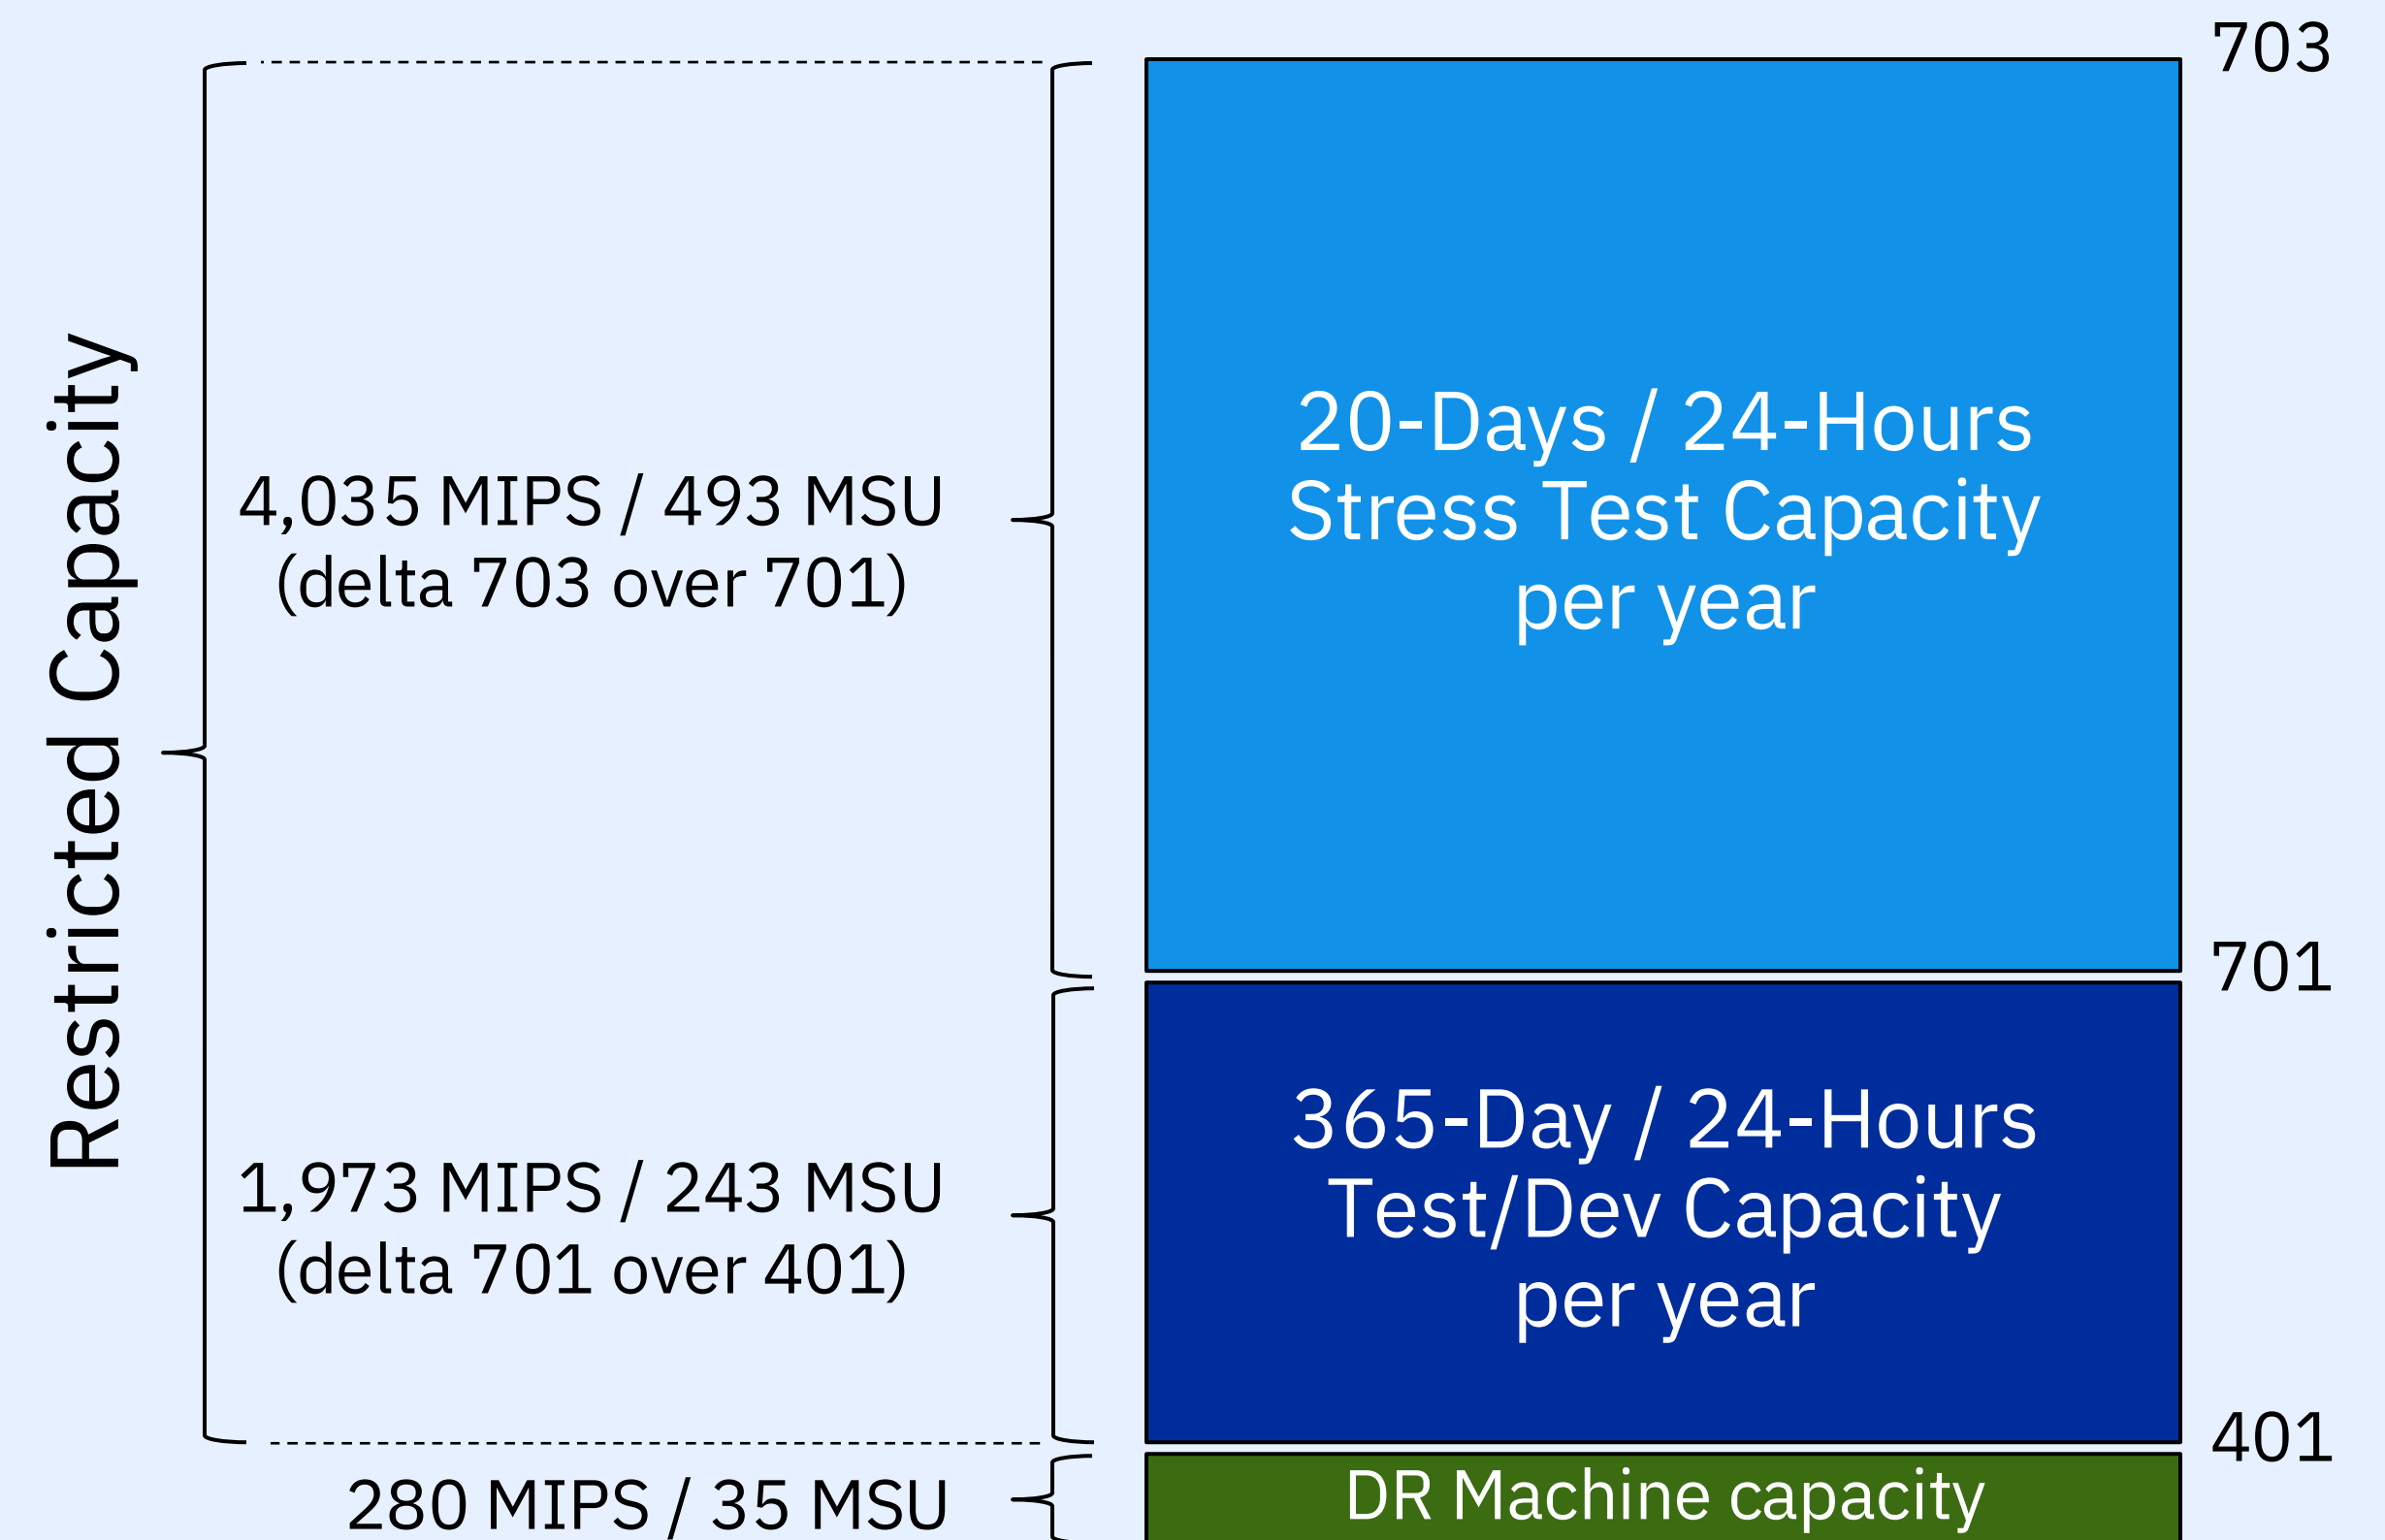 703
Restricted Capacity
4,035 MIPS / 493 MSU
(delta 703 over 701)
20-Days / 24-Hours
Stress Test Capacity
per year
701
1,973 MIPS / 243 MSU
(delta 701 over 401)
365-Day / 24-Hours
Test/Dev Capacity
per year
401
280 MIPS / 35 MSU
DR Machine capacity